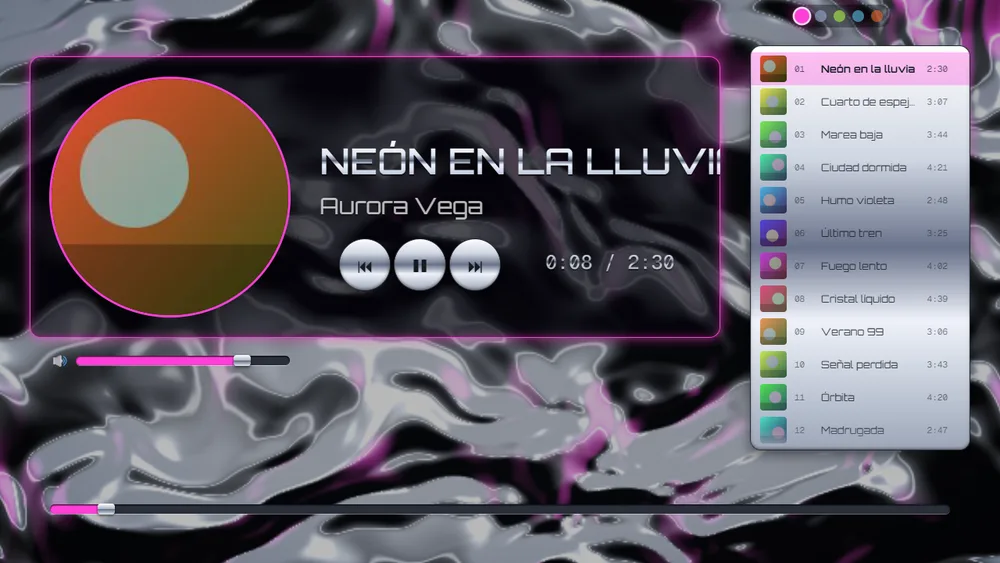 NEÓN EN LA LLUVI
Aurora Vega
0:08 / 2:30
01 Neón en la lluvia 2:30
02 Cuarto de espej… 3:07
03 Marea baja 3:44
04 Ciudad dormida 4:21
05 Humo violeta 2:48
06 Último tren 3:25
07 Fuego lento 4:02
08 Cristal líquido 4:39
09 Verano 99 3:06
10 Señal perdida 3:43
11 Órbita 4:20
12 Madrugada 2:47